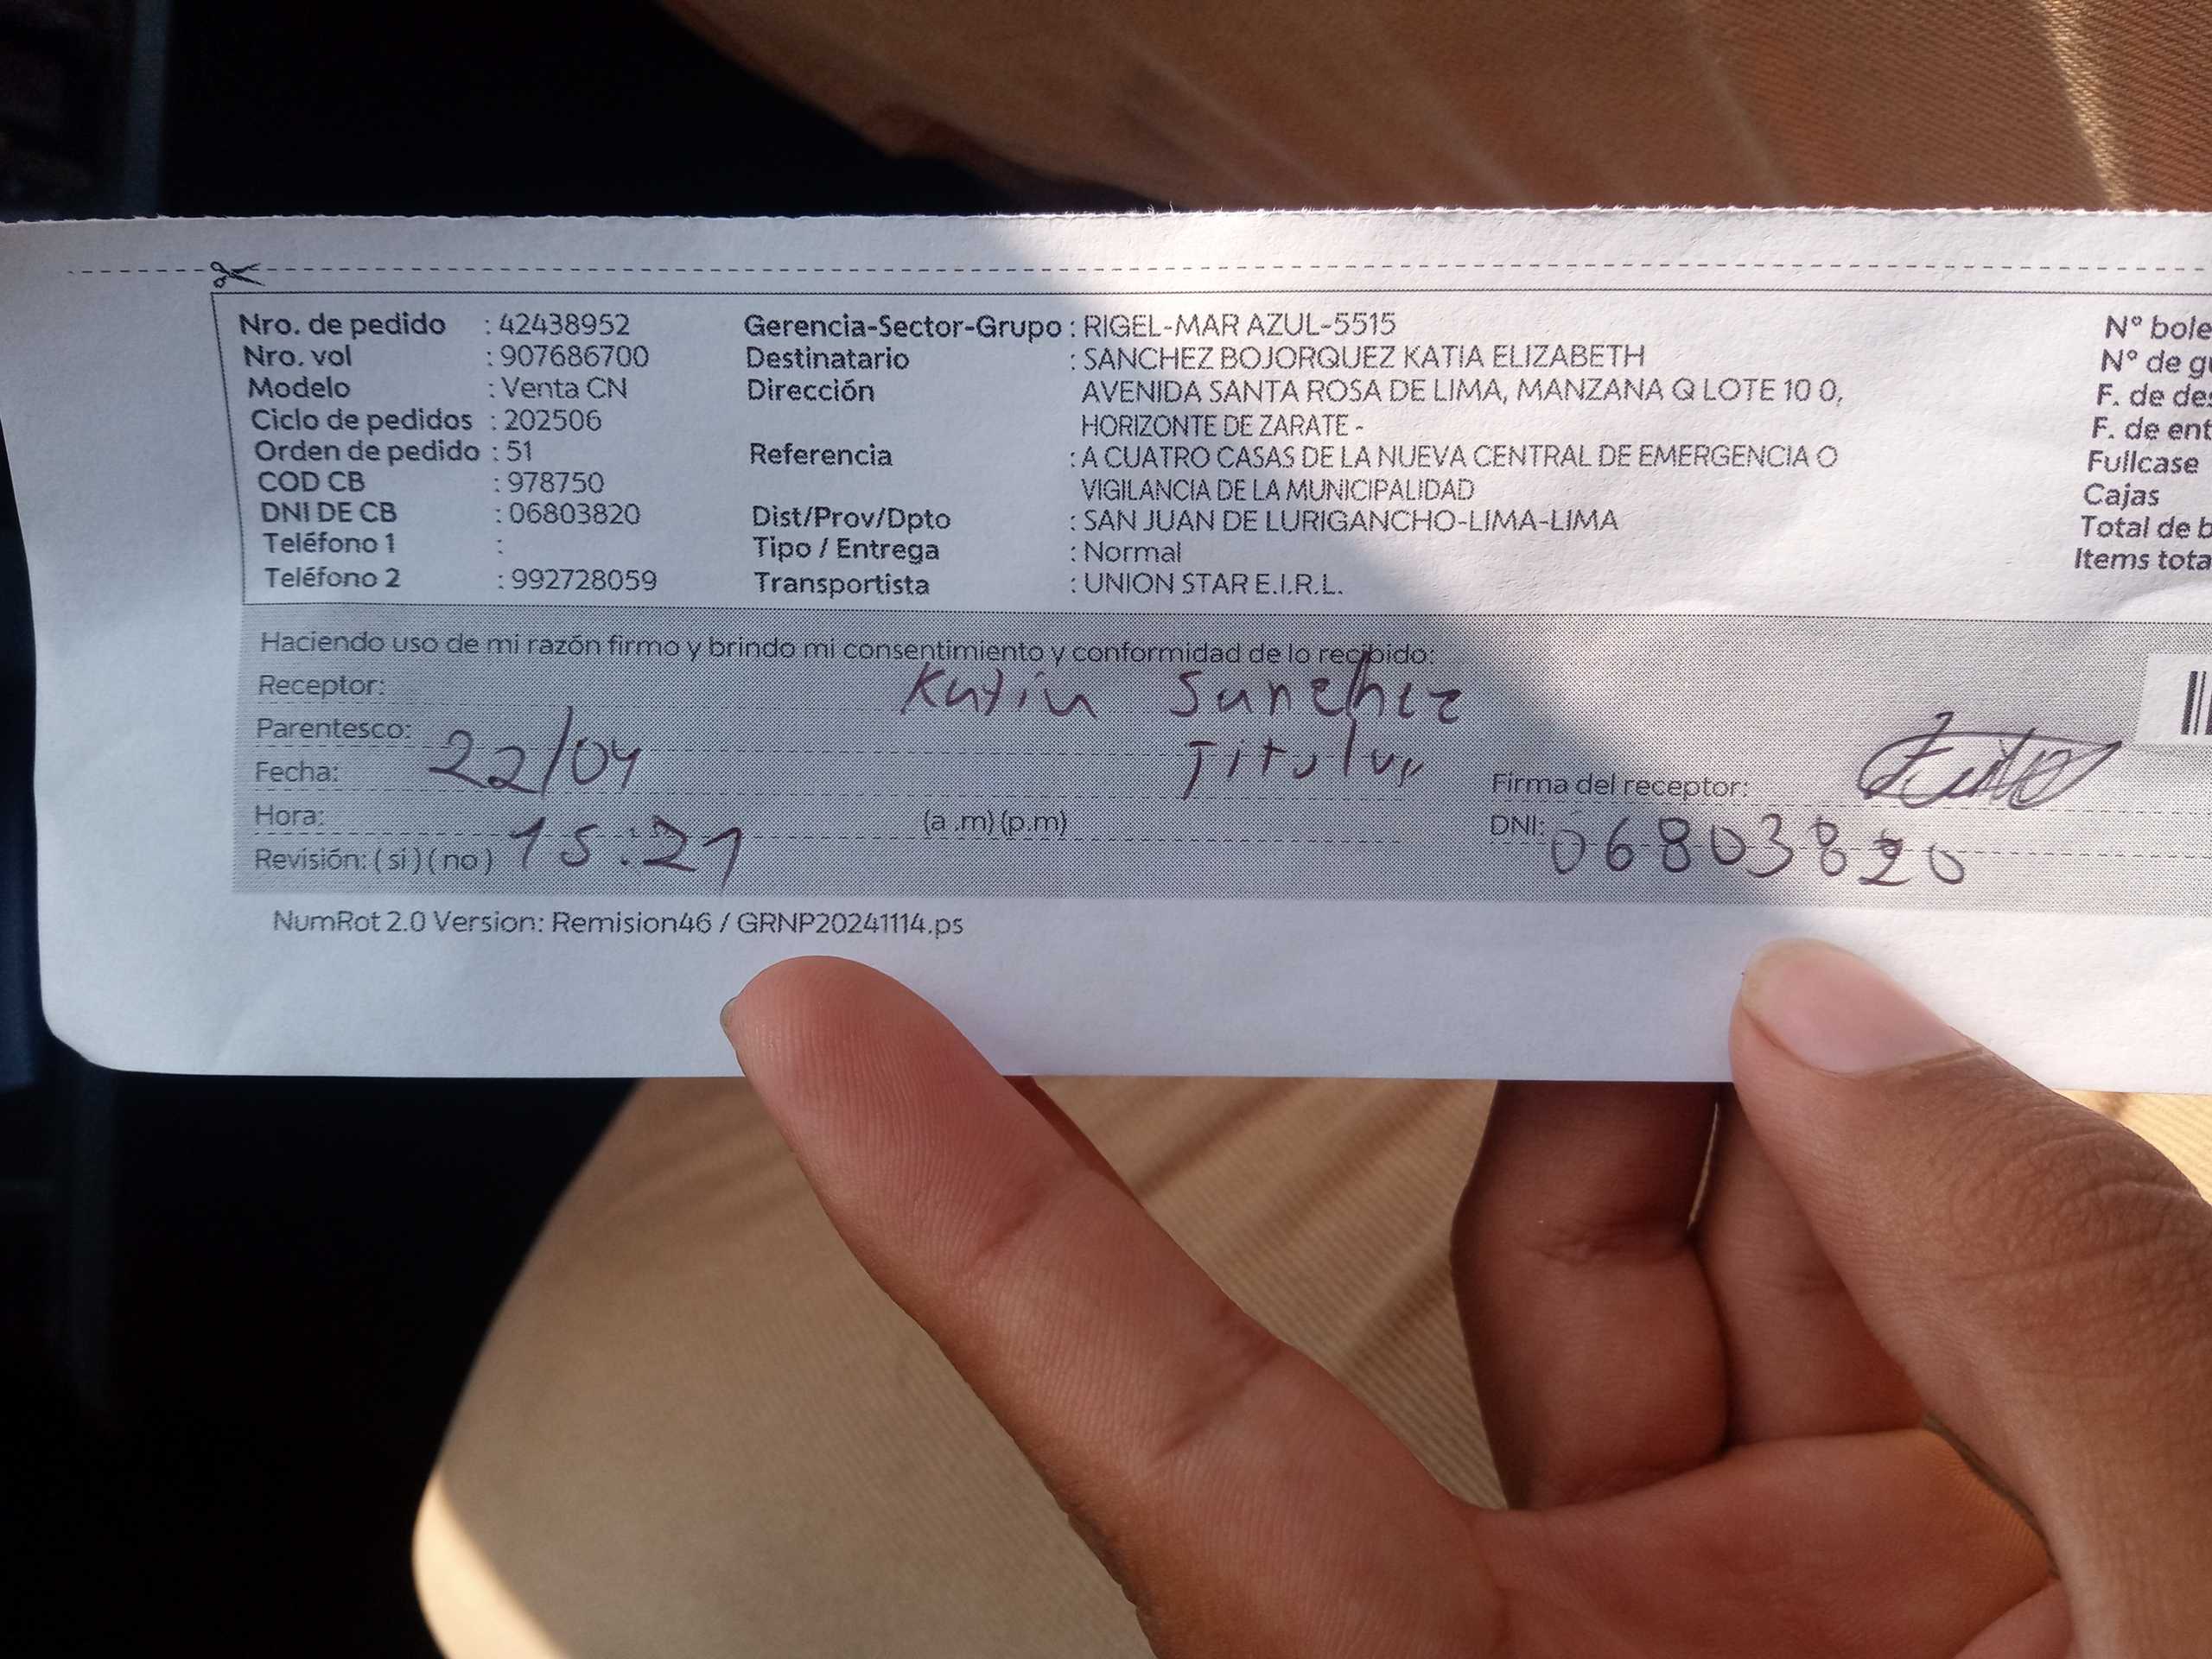 Nro. de pedido : 42438952 Gerencia-Sector-Grupo : RIGEL-MAR AZUL-5515 N° bole
Nro. vol : 907686700 Destinatario : SANCHEZ BOJORQUEZ KATIA ELIZABETH N° de gu
Modelo : Venta CN Dirección AVENIDA SANTA ROSA DE LIMA, MANZANA Q LOTE 10 0, F. de des
Ciclo de pedidos : 202506 HORIZONTE DE ZARATE - F. de ent
Orden de pedido : 51 Referencia : A CUATRO CASAS DE LA NUEVA CENTRAL DE EMERGENCIA O Fullcase
COD CB : 978750 VIGILANCIA DE LA MUNICIPALIDAD Cajas
DNI DE CB : 06803820 Dist/Prov/Dpto : SAN JUAN DE LURIGANCHO-LIMA-LIMA Total de b
Teléfono 1 : Tipo / Entrega : Normal Items tota
Teléfono 2 : 992728059 Transportista : UNION STAR E.I.R.L.
Haciendo uso de mi razón firmo y brindo mi consentimiento y conformidad de lo recibido:
Receptor: Katia Sanchez
Parentesco: Titular
Fecha: 22/04 Firma del receptor:
Hora: 15:21 (a .m) (p.m) DNI: 06803820
Revisión: ( si ) ( no )
NumRot 2.0 Version: Remision46 / GRNP20241114.ps